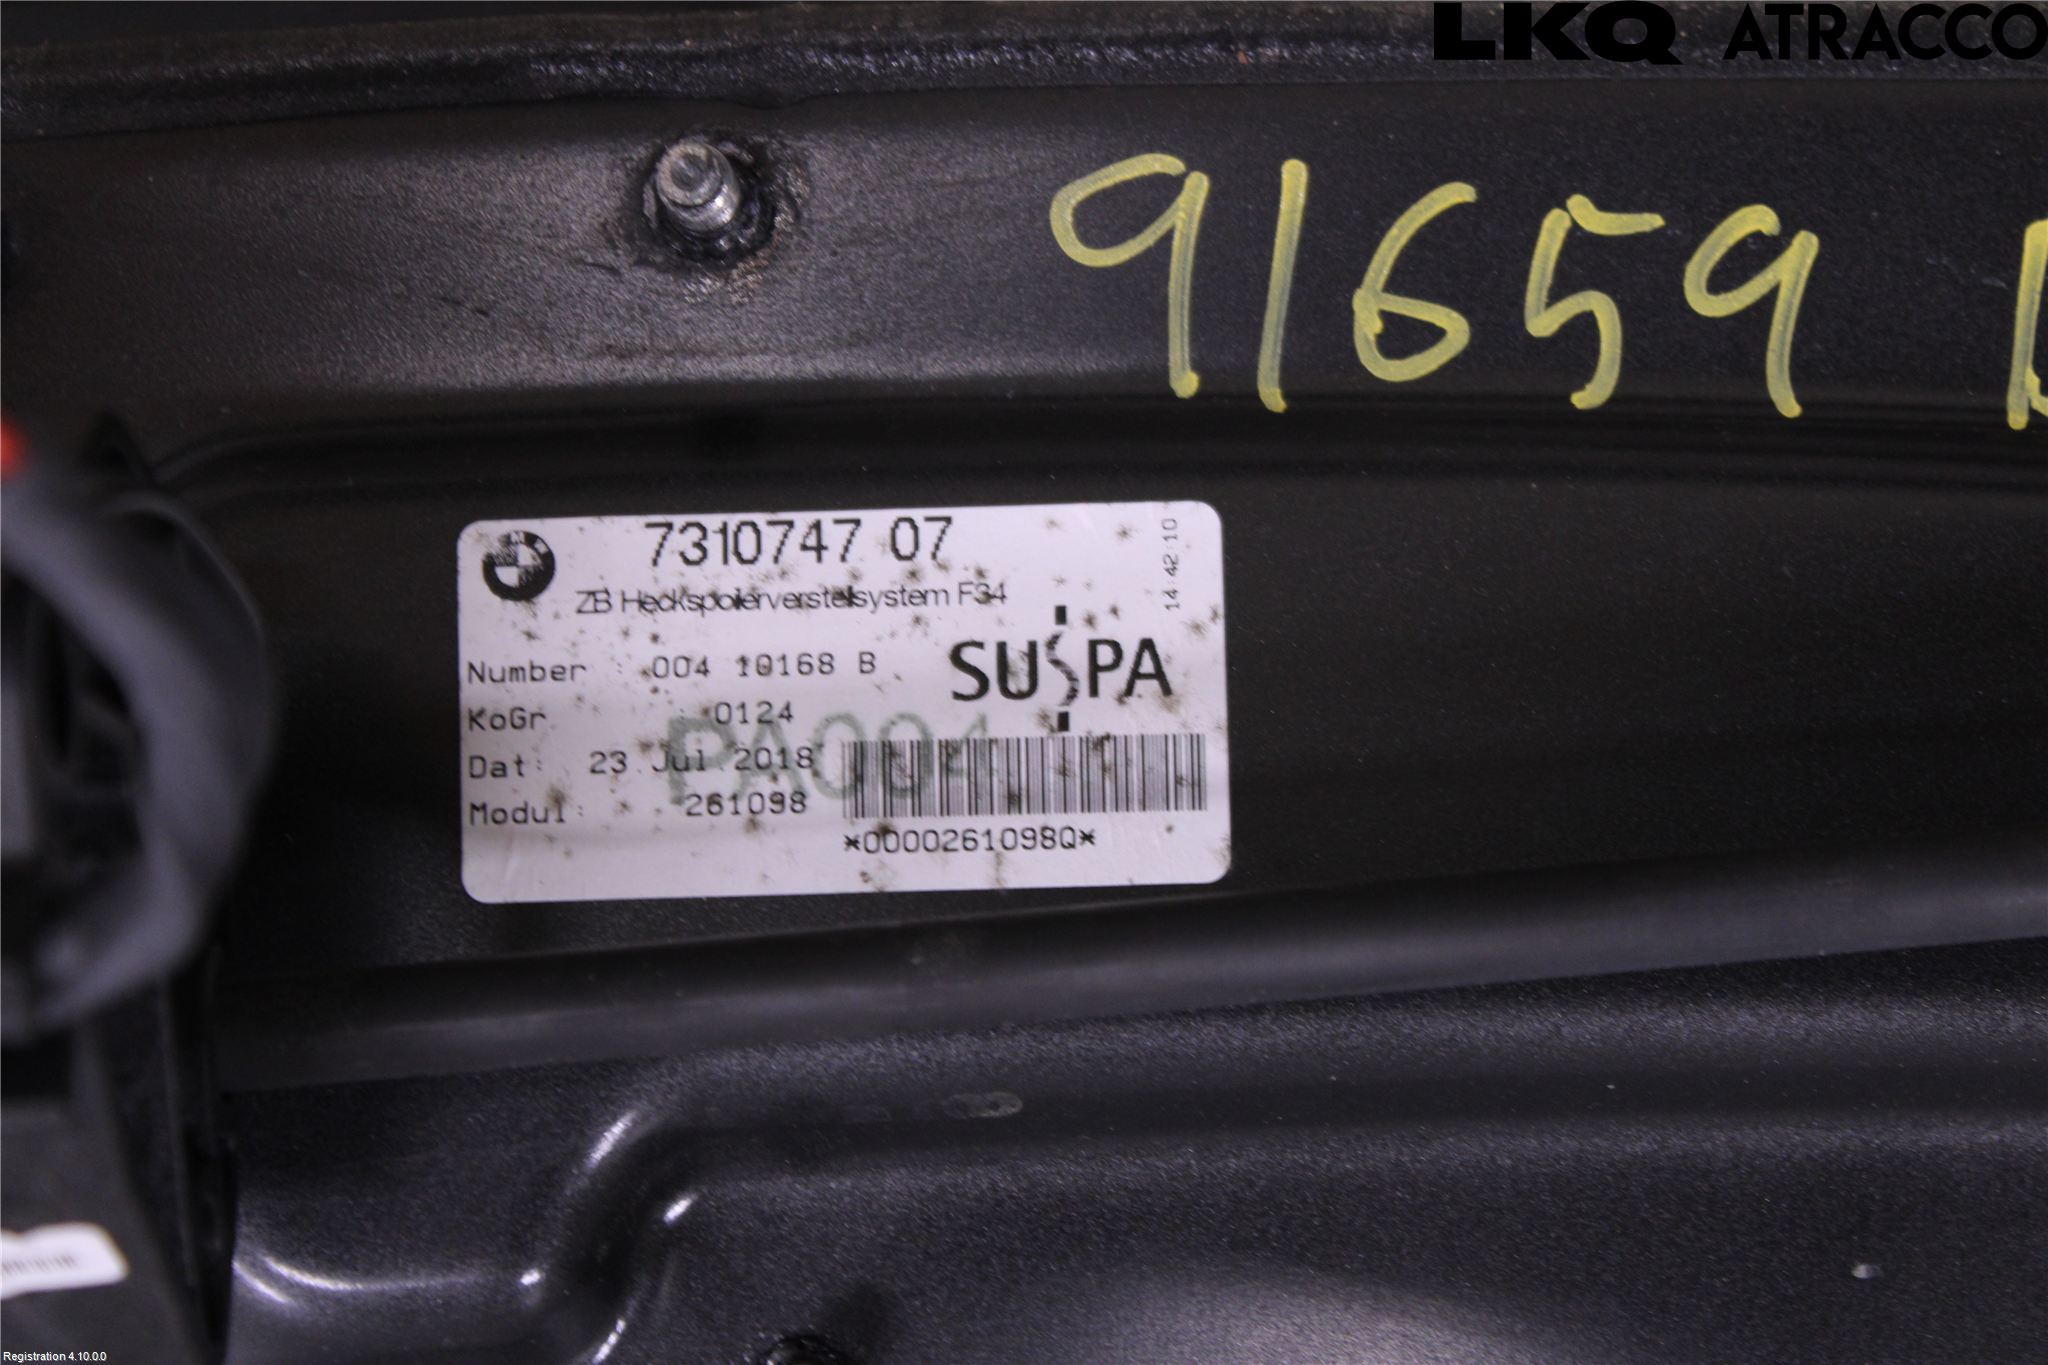 LKQ ATRACCO
91659
7310747 07
14:42:10
ZB Heckspoilerverstellsystem F34
SUSPA
Number : 004 10168 B
KoGr : 0124
PA004
Dat: 23 Jul 2018
Modul: 261098
*0000261098Q*
Registration 4.10.0.0